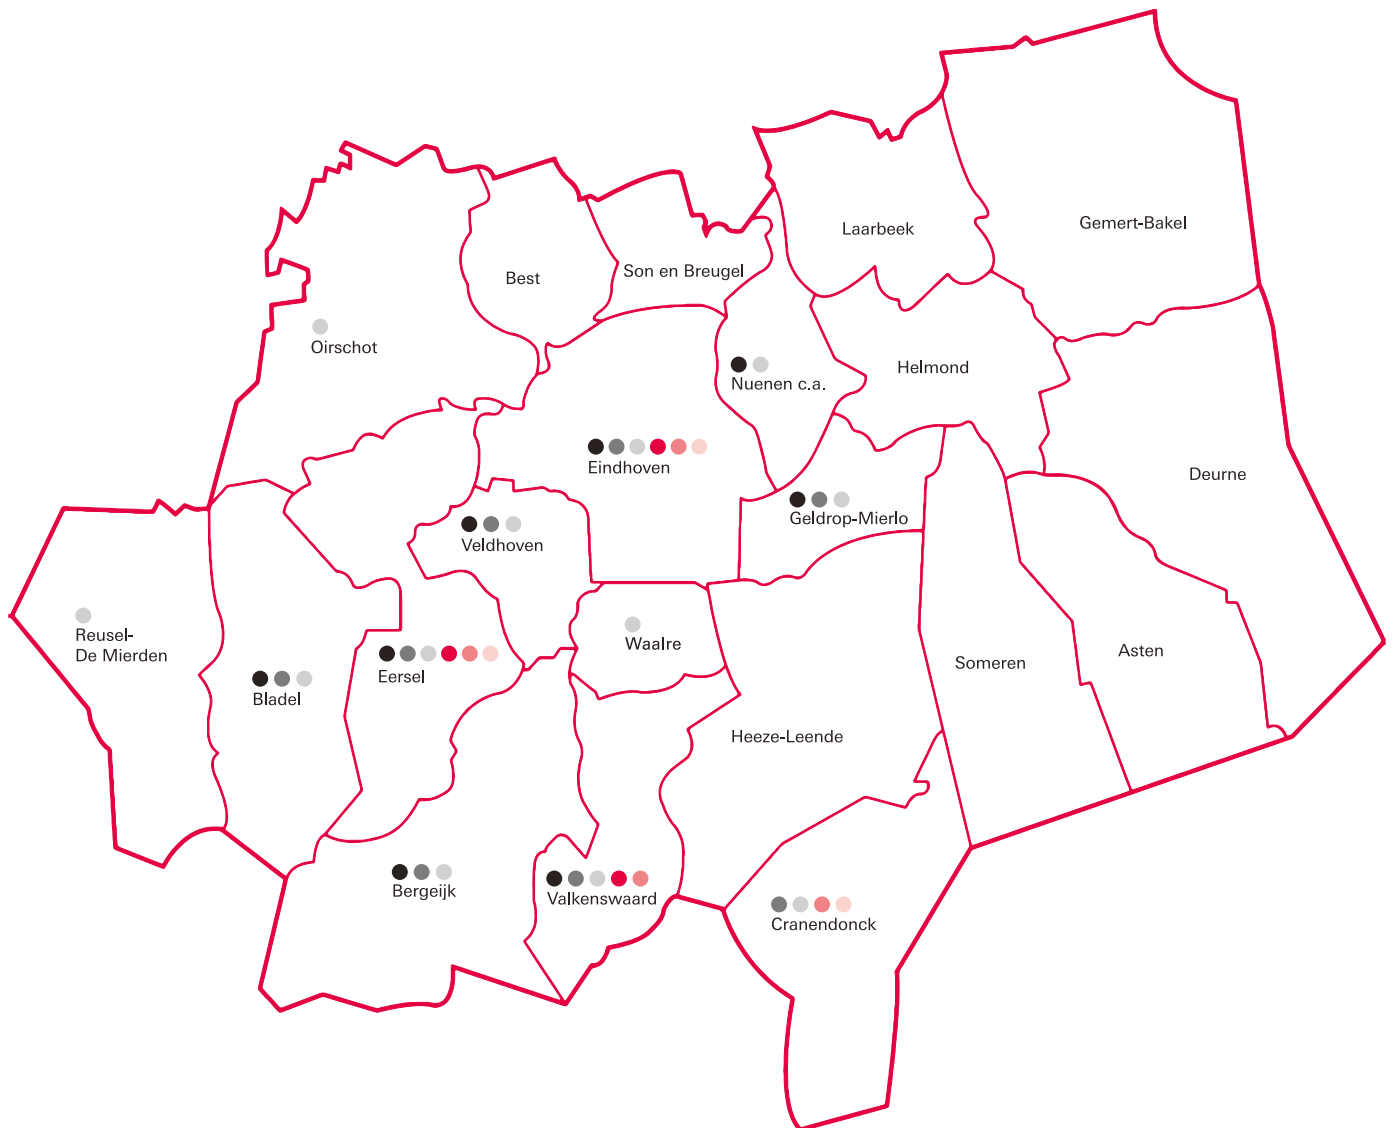 Gemert-Bakel
Laarbeek
Son en Breugel
Best
Oirschot
Helmond
Nuenen c.a.
Eindhoven
Deurne
Geldrop-Mierlo
Veldhoven
Reusel-
De Mierden
Waalre
Asten
Someren
Eersel
Bladel
Heeze-Leende
Bergeijk
Valkenswaard
Cranendonck